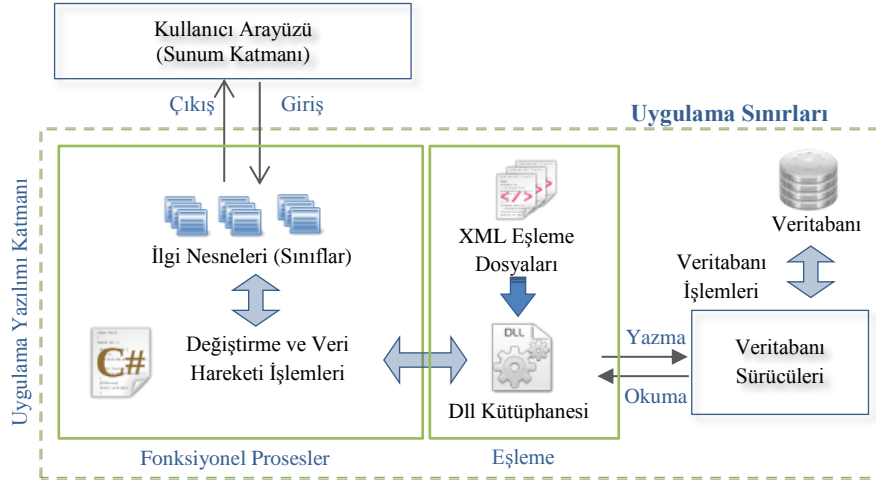 Kullanıcı Arayüzü
(Sunum Katmanı)
Çıkış
Giriş
Uygulama Sınırları
Uygulama Yazılımı Katmanı
İlgi Nesneleri (Sınıflar)
Değiştirme ve Veri
Hareketi İşlemleri
C#
Fonksiyonel Prosesler
</>
XML Eşleme
Dosyaları
DLL
Dll Kütüphanesi
Eşleme
Yazma
Okuma
Veritabanı
Veritabanı
İşlemleri
Veritabanı
Sürücüleri